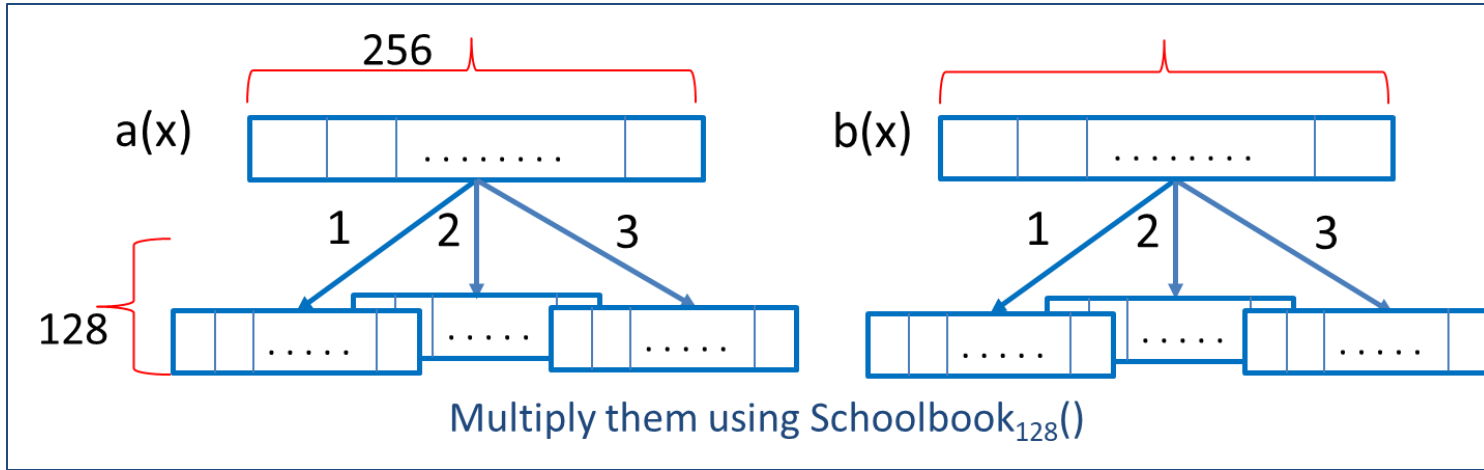 256
a(x) . . . . . . . . b(x) . . . . . . . .
1 2 3 1 2 3
128 . . . . . . . . . . . . . . . . . . . . . . . . . . . . . .
Multiply them using Schoolbook128()